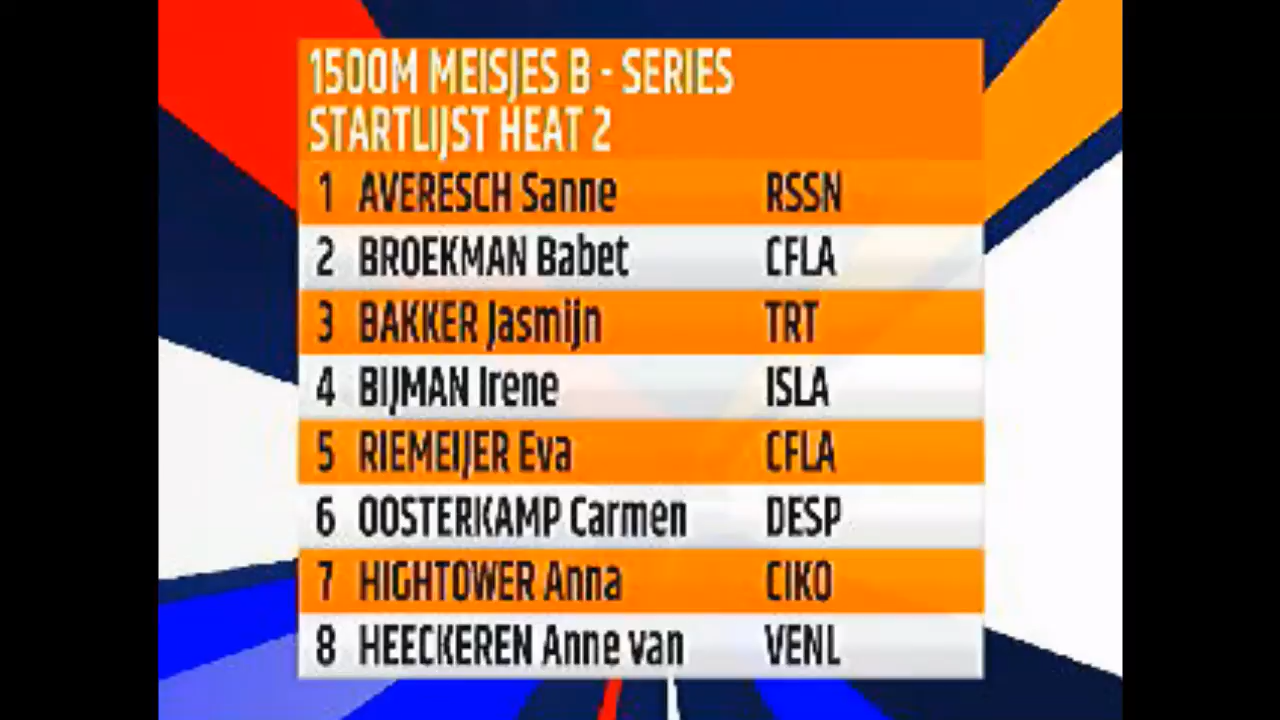 1500M MEISJES B - SERIES
STARTLIJST HEAT 2
1 AVERESCH Sanne RSSN
2 BROEKMAN Babet CFLA
3 BAKKER Jasmijn TRT
4 BIJMAN Irene ISLA
5 RIEMEIJER Eva CFLA
6 OOSTERKAMP Carmen DESP
7 HIGHTOWER Anna CIKO
8 HEECKEREN Anne van VENL